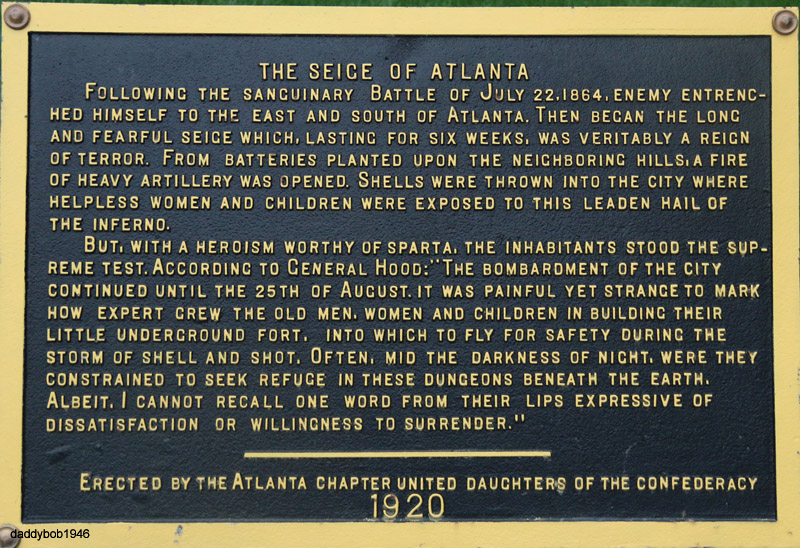 THE SEIGE OF ATLANTA
FOLLOWING THE SANGUINARY BATTLE OF JULY 22,1864, ENEMY ENTRENC-
HED HIMSELF TO THE EAST AND SOUTH OF ATLANTA. THEN BEGAN THE LONG
AND FEARFUL SEIGE WHICH, LASTING FOR SIX WEEKS, WAS VERITABLY A REIGN
OF TERROR. FROM BATTERIES PLANTED UPON THE NEIGHBORING HILLS, A FIRE
OF HEAVY ARTILLERY WAS OPENED. SHELLS WERE THROWN INTO THE CITY WHERE
HELPLESS WOMEN AND CHILDREN WERE EXPOSED TO THIS LEADEN HAIL OF
THE INFERNO.
BUT, WITH A HEROISM WORTHY OF SPARTA, THE INHABITANTS STOOD THE SUP-
REME TEST. ACCORDING TO GENERAL HOOD: "THE BOMBARDMENT OF THE CITY
CONTINUED UNTIL THE 25TH OF AUGUST. IT WAS PAINFUL YET STRANGE TO MARK
HOW EXPERT GREW THE OLD MEN, WOMEN AND CHILDREN IN BUILDING THEIR
LITTLE UNDERGROUND FORT, INTO WHICH TO FLY FOR SAFETY DURING THE
STORM OF SHELL AND SHOT, OFTEN, MID THE DARKNESS OF NIGHT, WERE THEY
CONSTRAINED TO SEEK REFUGE IN THESE DUNGEONS BENEATH THE EARTH.
ALBEIT, I CANNOT RECALL ONE WORD FROM THEIR LIPS EXPRESSIVE OF
DISSATISFACTION OR WILLINGNESS TO SURRENDER."
ERECTED BY THE ATLANTA CHAPTER UNITED DAUGHTERS OF THE CONFEDERACY
1920
daddybob1946